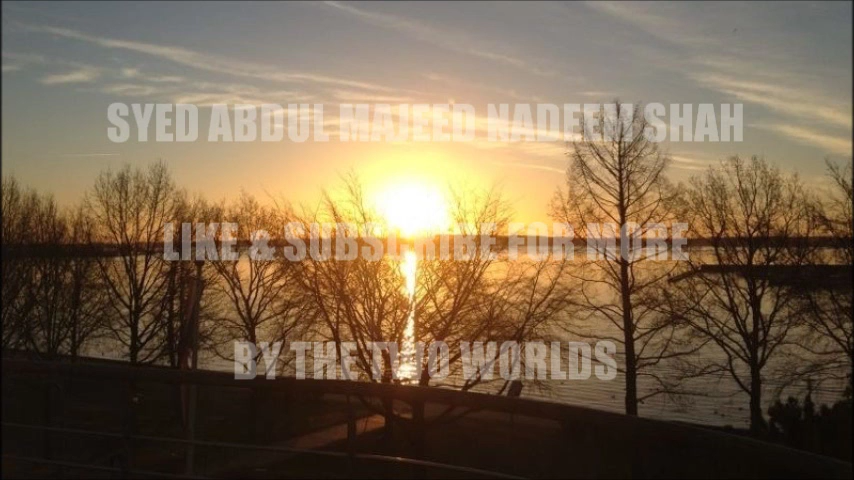 SYED ABDUL MAJEED NADEEM SHAH
LIKE & SUBSCRIBE FOR MORE
BY THE TWO WORLDS